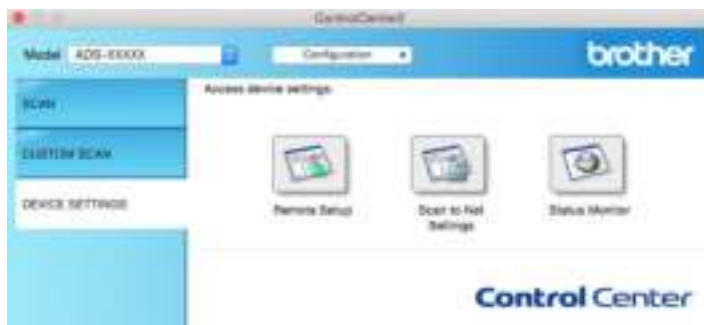 ControlCenter2
Model ADS-XXXXX Configuration brother
SCAN
Access device settings.
CUSTOM SCAN
DEVICE SETTINGS
Remote Setup
Scan to Net
Settings
Status Monitor
Control Center